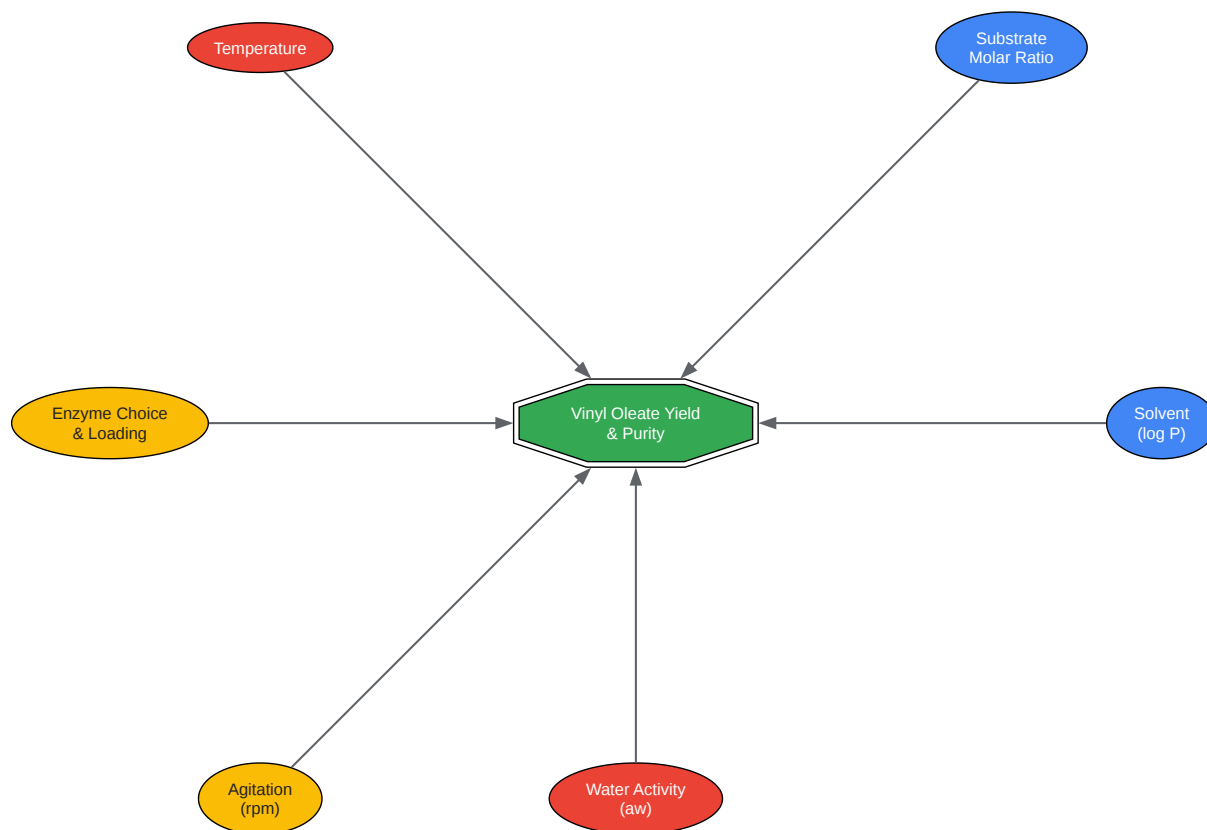 Temperature
Substrate
Molar Ratio
Enzyme Choice
& Loading
Vinyl Oleate Yield
& Purity
Solvent
(log P)
Agitation
(rpm)
Water Activity
(aw)